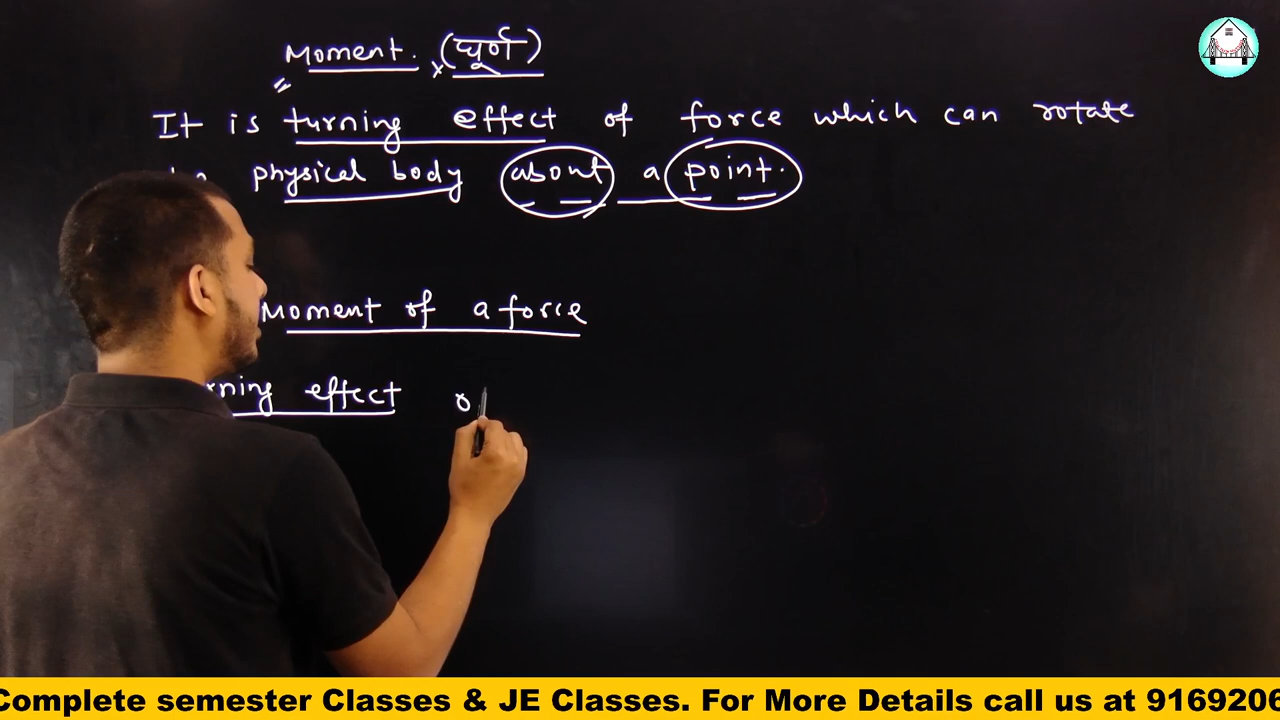 Moment. (घूर्ण)
It is turning effect of force which can rotate
physical body about a point.
Moment of a force
rning effect o
Complete semester Classes & JE Classes. For More Details call us at 9169206